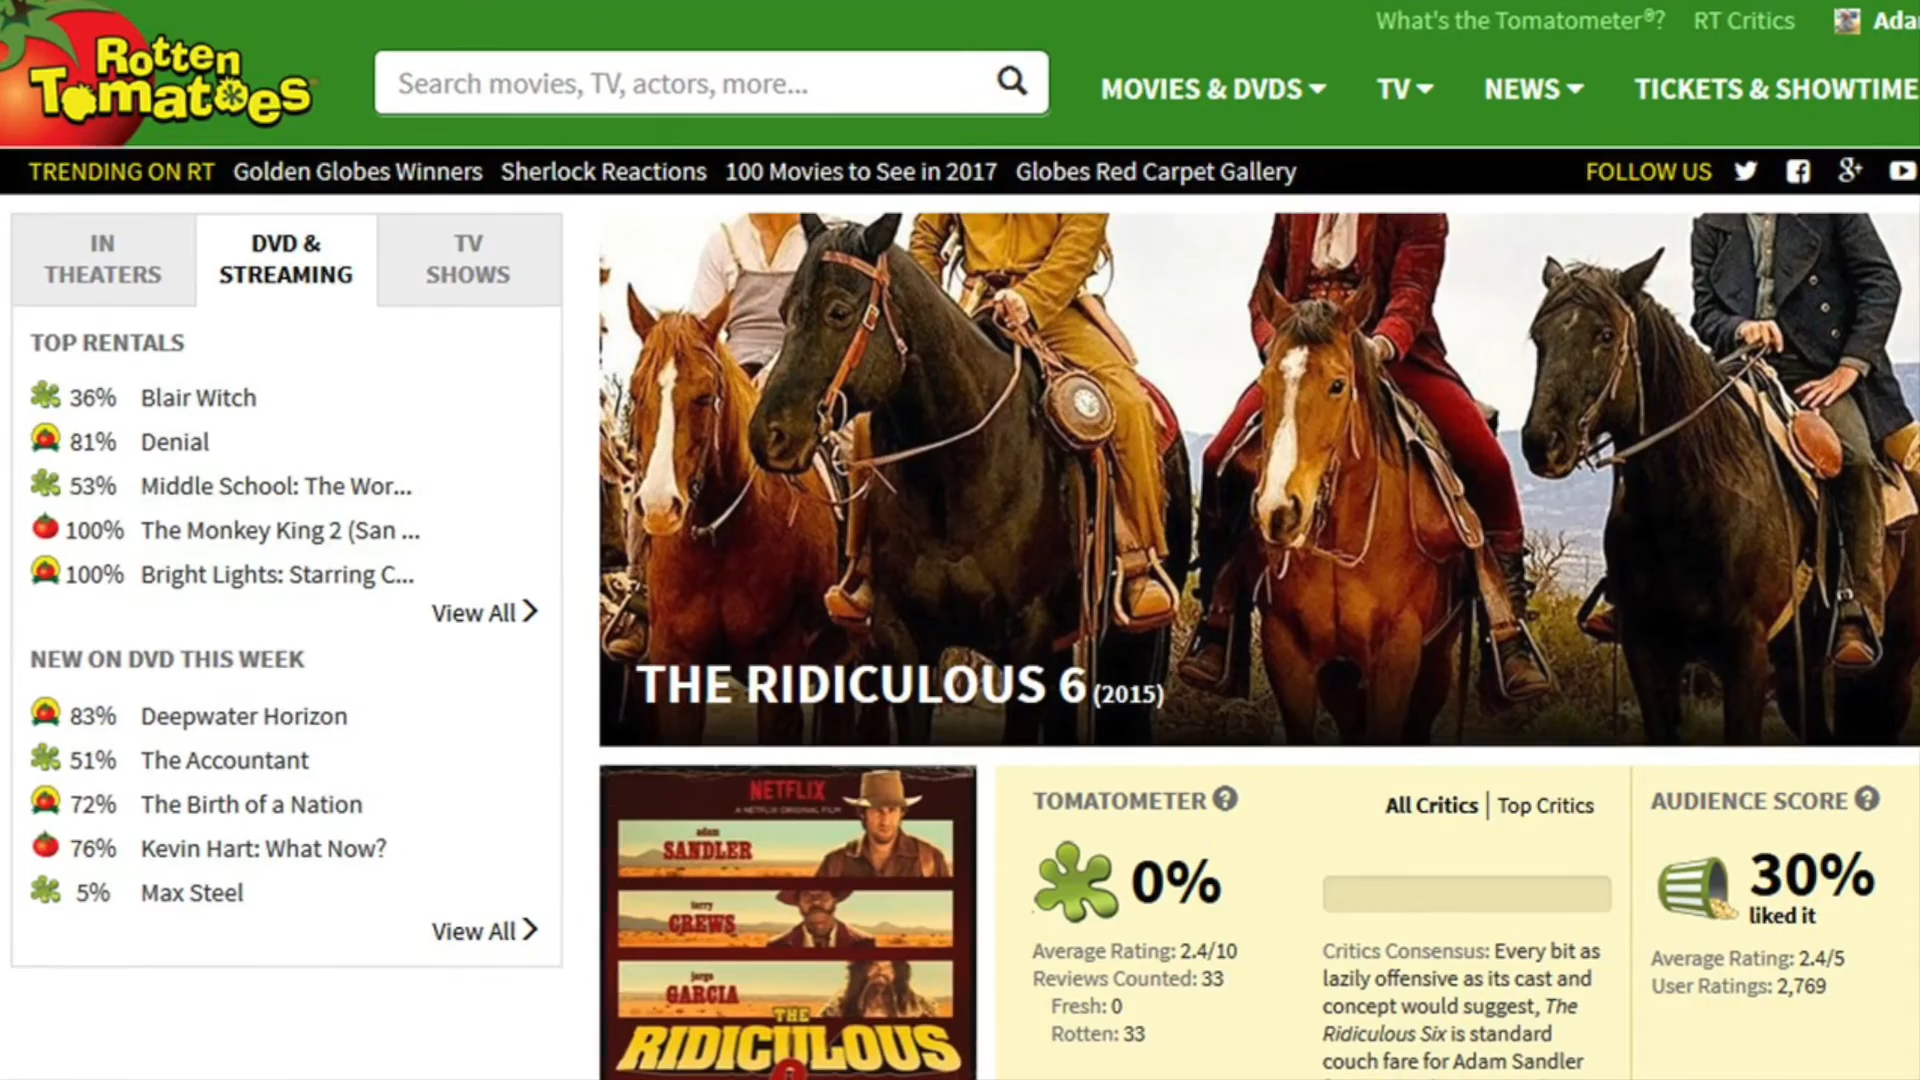 What's the Tomatometer®? RT Critics
Rotten
Tomatoes
Search movies, TV, actors, more...
MOVIES & DVDS TV NEWS TICKETS & SHOWTIME
TRENDING ON RT Golden Globes Winners Sherlock Reactions 100 Movies to See in 2017 Globes Red Carpet Gallery FOLLOW US
IN
THEATERS
DVD &
STREAMING
TV
SHOWS
TOP RENTALS
36% Blair Witch
81% Denial
53% Middle School: The Wor...
100% The Monkey King 2 (San ...
100% Bright Lights: Starring C...
View All
NEW ON DVD THIS WEEK
83% Deepwater Horizon
51% The Accountant
72% The Birth of a Nation
76% Kevin Hart: What Now?
5% Max Steel
View All
THE RIDICULOUS 6 (2015)
NETFLIX
A NETFLIX ORIGINAL FILM
adam
SANDLER
terry
CREWS
jorge
GARCIA
THE
RIDICULOUS
6
TOMATOMETER
All Critics | Top Critics
0%
Average Rating: 2.4/10
Reviews Counted: 33
Fresh: 0
Rotten: 33
Critics Consensus: Every bit as
lazily offensive as its cast and
concept would suggest, The
Ridiculous Six is standard
couch fare for Adam Sandler
AUDIENCE SCORE
30%
liked it
Average Rating: 2.4/5
User Ratings: 2,769